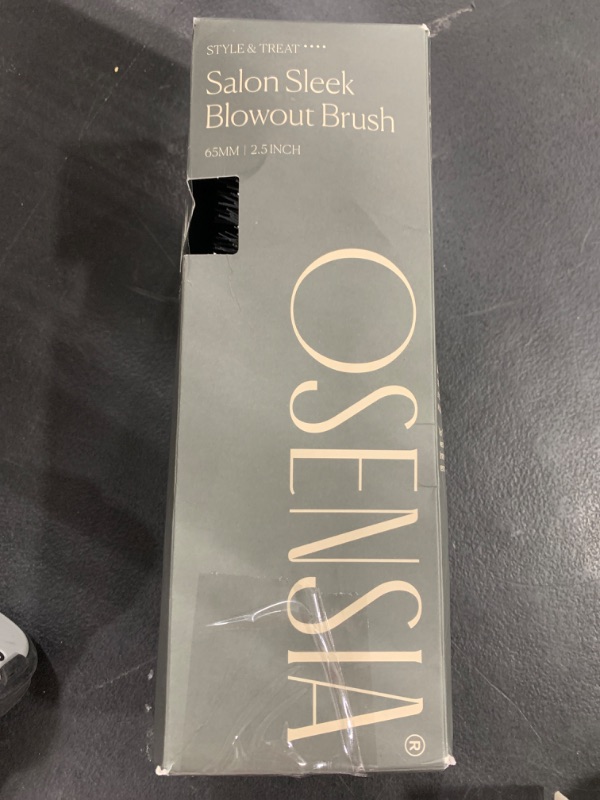 STYLE & TREAT ••••
Salon Sleek
Blowout Brush
65MM | 2.5 INCH
OSENSIA®